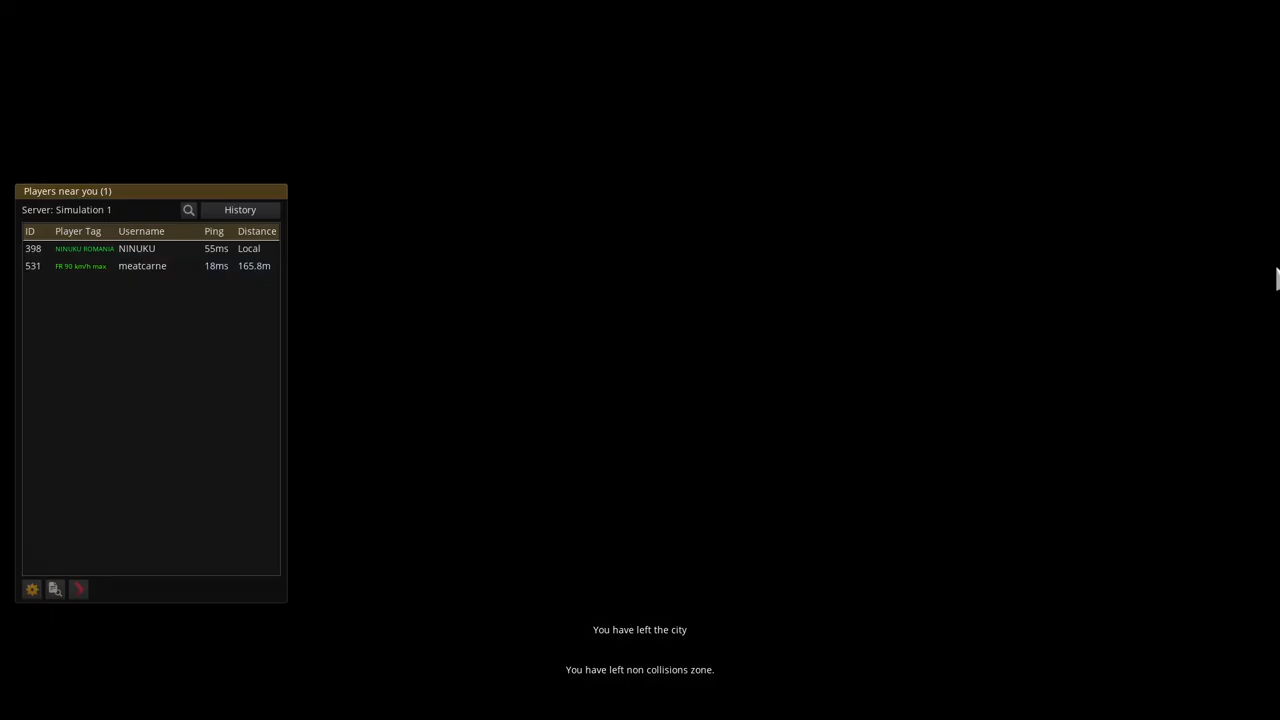 Players near you (1)
Server: Simulation 1 History
ID Player Tag Username Ping Distance
398 NINUKU ROMANIA NINUKU 55ms Local
531 FR 90 km/h max meatcarne 18ms 165.8m
You have left the city
You have left non collisions zone.